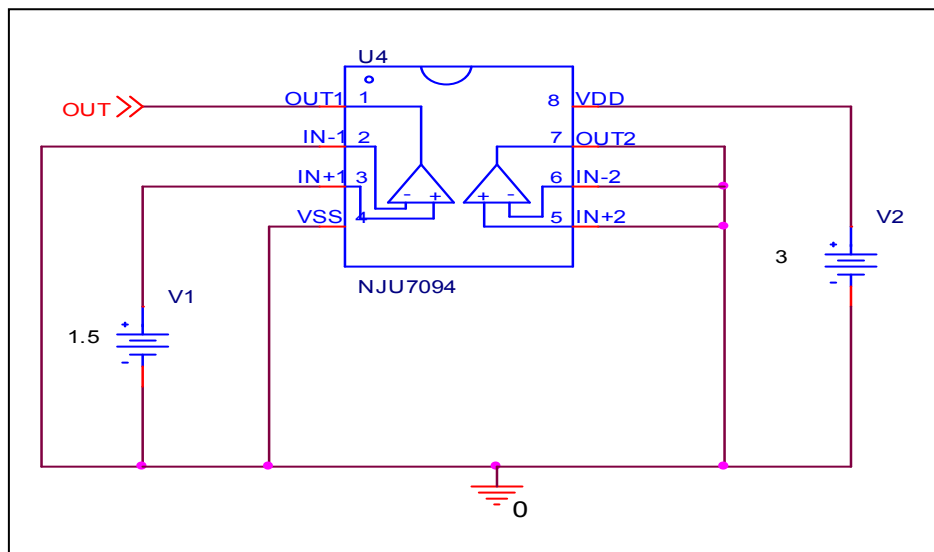 U4
OUT
OUT1 1
8 VDD
IN-1 2
7 OUT2
IN+1 3
6 IN-2
VSS 4
5 IN+2
- +
+ -
NJU7094
V1
+
1.5
-
V2
+
3
-
0